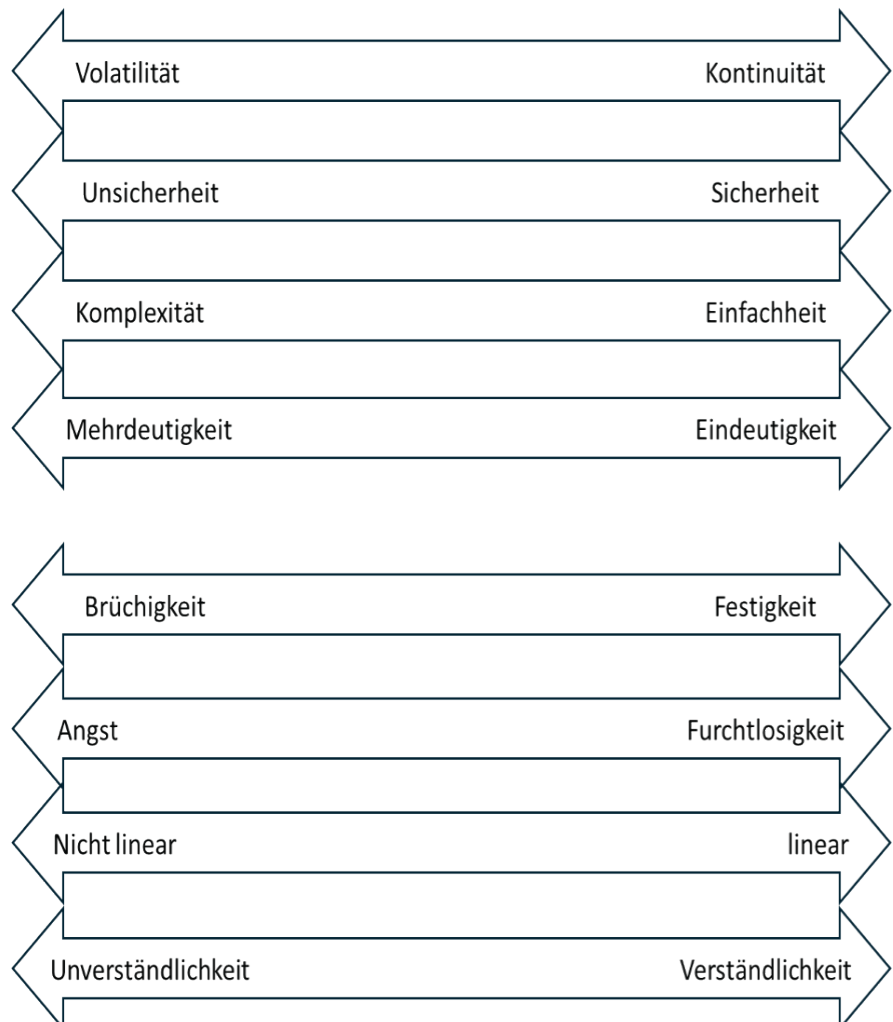 Volatilität Kontinuität
Unsicherheit Sicherheit
Komplexität Einfachheit
Mehrdeutigkeit Eindeutigkeit
Brüchigkeit Festigkeit
Angst Furchtlosigkeit
Nicht linear linear
Unverständlichkeit Verständlichkeit